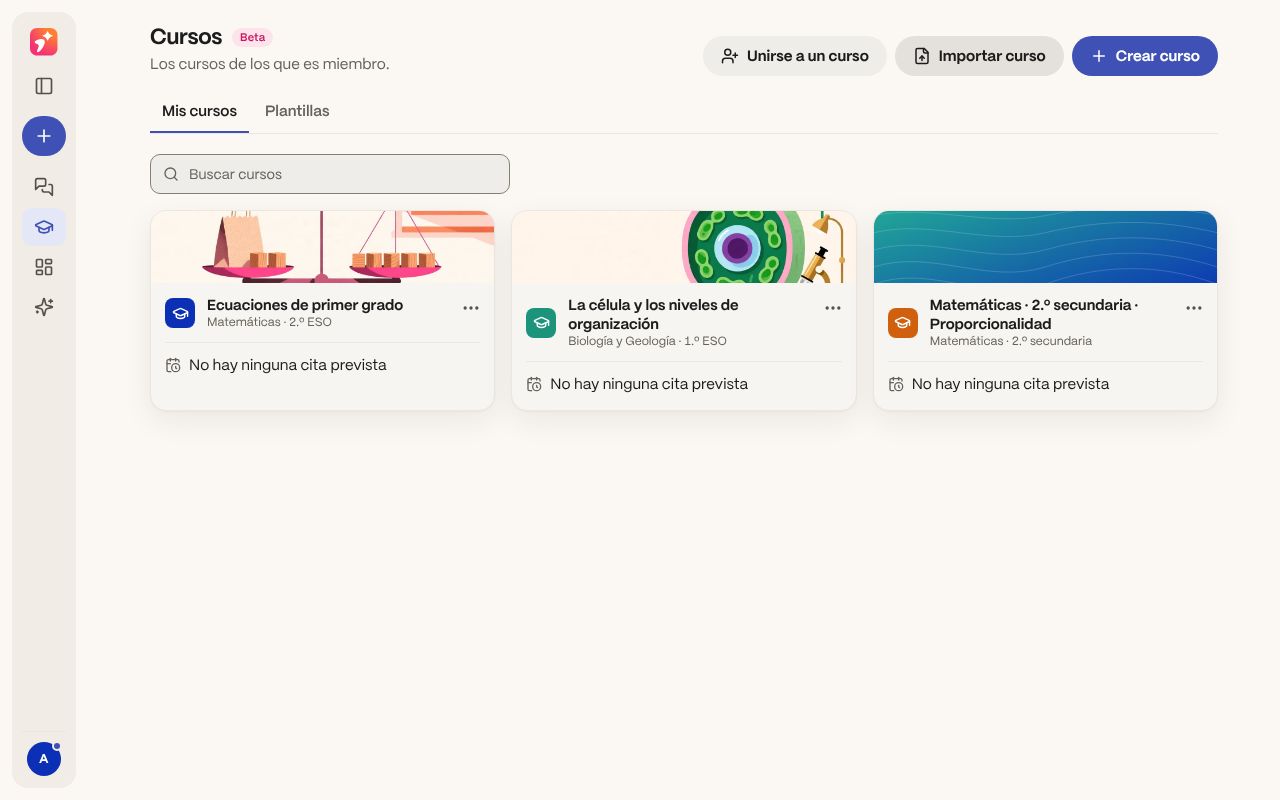 Cursos
Beta
Los cursos de los que es miembro.
Unirse a un curso
Importar curso
Crear curso
Mis cursos
Plantillas
Buscar cursos
Ecuaciones de primer grado
Matemáticas · 2.º ESO
No hay ninguna cita prevista
La célula y los niveles de
organización
Biología y Geología · 1.º ESO
No hay ninguna cita prevista
Matemáticas · 2.º secundaria ·
Proporcionalidad
Matemáticas · 2.º secundaria
No hay ninguna cita prevista
A